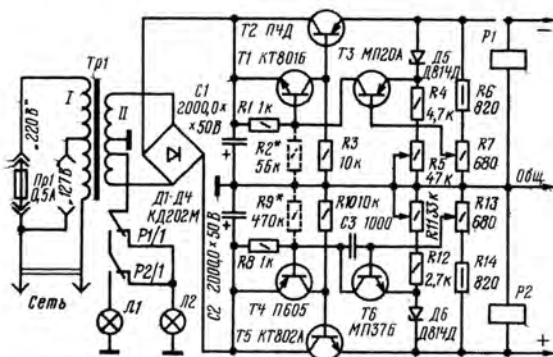 Т2 П4Д
Т1 КТ801Б
Т3 МП20А
Д5
Д814Д
Р1
Тр1
I
II
~220 В
127 В
Пр1
0,5А
Сеть
С1
2000,0×
×50В
R1 1к
R2*
56к
R3
10к
R4
4,7к
R5
47к
R6
820
R7
680
Общ.
Д1-Д4
КД202М
Р1/1
Р2/1
Л1
Л2
R9*
470к
R10 10к
С3 1000
R11 33к
R13
680
R8 1к
С2 2000,0×50В
R12
2,7к
R14
820
Т4 П605
Т5 КТ802А
Т6
МП37Б
Д6
Д814Д
Р2
−
+